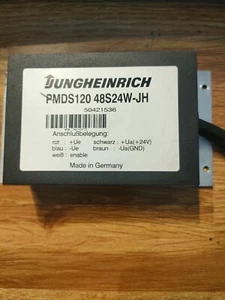 JUNGHEINRICH
PMDS120 48S24W-JH
50421536
Anschlußbelegung:
rot : +Ue schwarz : +Ua(+24V)
blau : -Ue braun : -Ua(GND)
weiß : enable
Made in Germany